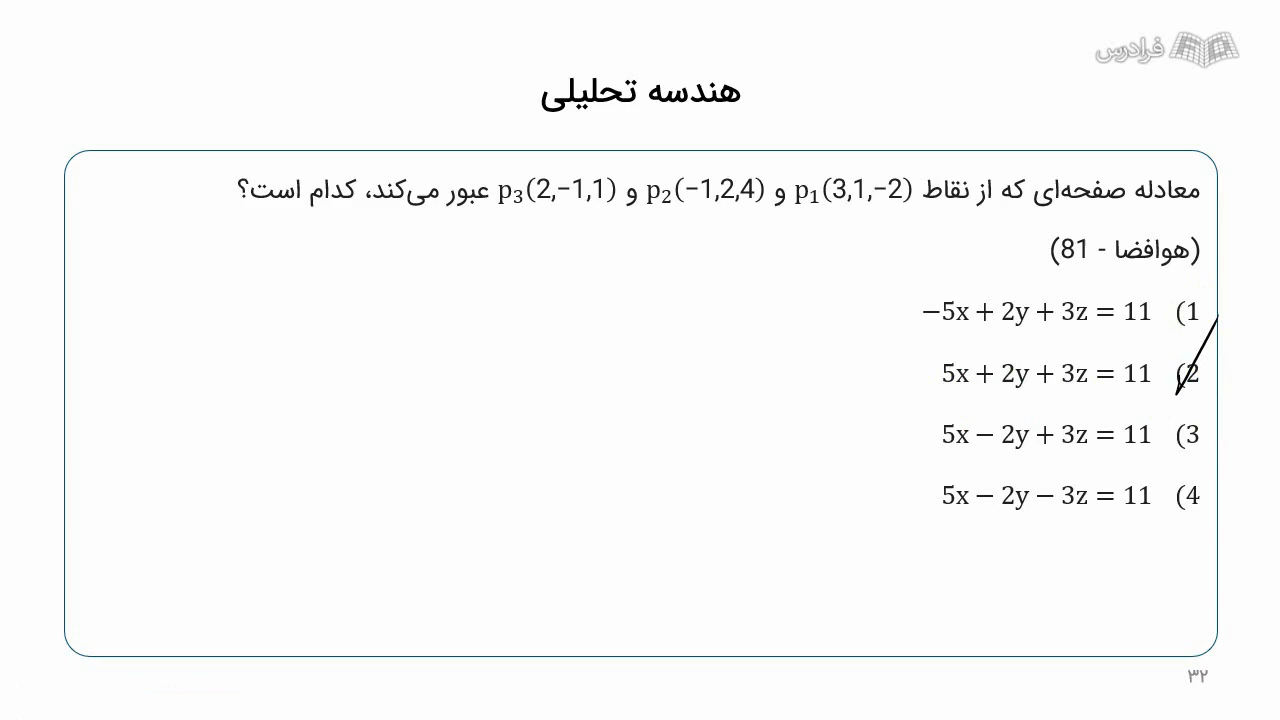 فرادرس
هندسه تحلیلی
معادله صفحه‌ای که از نقاط p₁(3,1,−2) و p₂(−1,2,4) و p₃(2,−1,1) عبور می‌کند، کدام است؟
(هوافضا - 81)
1) −5x + 2y + 3z = 11
2) 5x + 2y + 3z = 11
3) 5x − 2y + 3z = 11
4) 5x − 2y − 3z = 11
۳۲